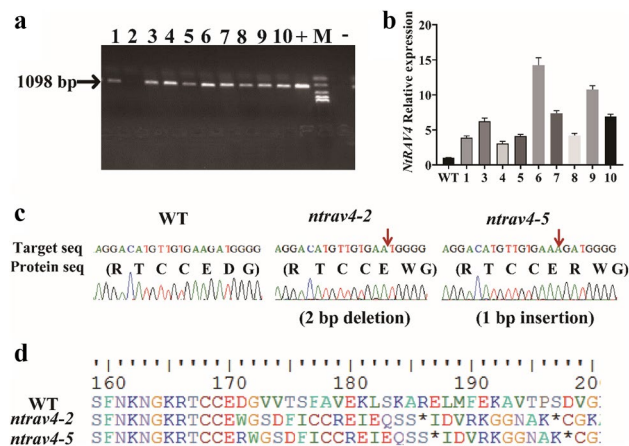 a
1 2 3 4 5 6 7 8 9 10 + M -
1098 bp
b
NtRAV4 Relative expression
20
15
10
5
0
WT 1 3 4 5 6 7 8 9 10
c
WT ntrav4-2 ntrav4-5
Target seq AGGACATGTTGTGAAGATGGGG AGGACATGTTGTGAATGGGG AGGACATGTTGTGAAAGATGGGG
Protein seq (R T C C E D G) (R T C C E W G) (R T C C E R W G)
(2 bp deletion) (1 bp insertion)
d
160 170 180 190 20
WT SFNKNGKRTCCEDGVVTSFAVEKLSKARELMFEKAVTPSDVG
ntrav4-2 SFNKNGKRTCCEWGSDFICCREIEQSS*IDVRKGGNAK*CGK
ntrav4-5 SFNKNGKRTCCERWGSDFICCREIEQSS*IDVRKGGNAK*CG